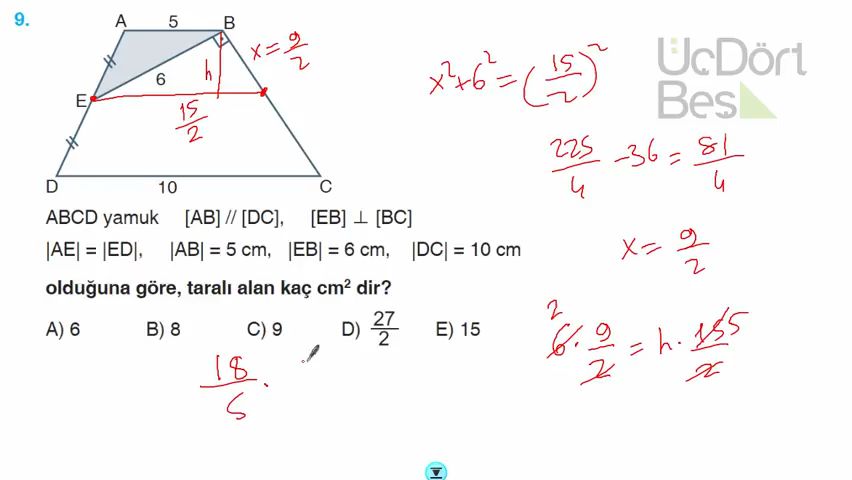 9.
A 5 B
x = 9/2
E 6 h
15/2
D 10 C
x² + 6² = (15/2)²
225/4 - 36 = 81/4
x = 9/2
2
6 · 9/2 = h · 15/2 5
ÜçDört
Beş
ABCD yamuk [AB] // [DC], [EB] ⊥ [BC]
|AE| = |ED|, |AB| = 5 cm, |EB| = 6 cm, |DC| = 10 cm
olduğuna göre, taralı alan kaç cm² dir?
A) 6 B) 8 C) 9 D) 27/2 E) 15
18/5 ·